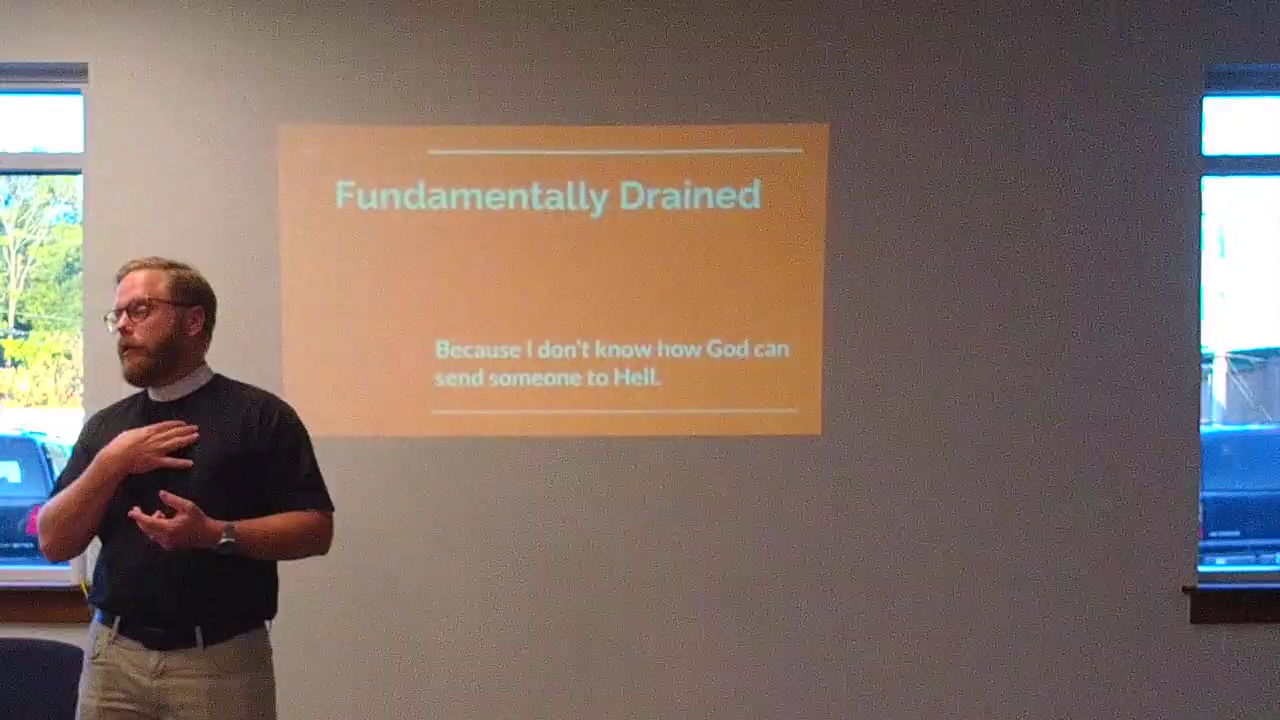 Fundamentally Drained
Because I don't know how God can
send someone to Hell.